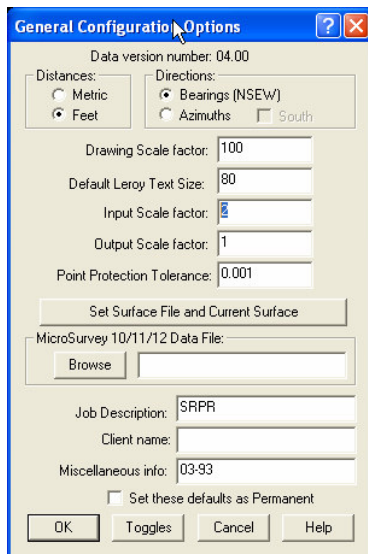 General Configuration Options
Data version number: 04.00
Distances:
Metric
Feet
Directions:
Bearings (NSEW)
Azimuths South
Drawing Scale factor: 100
Default Leroy Text Size: 80
Input Scale factor: 2
Output Scale factor: 1
Point Protection Tolerance: 0.001
Set Surface File and Current Surface
MicroSurvey 10/11/12 Data File:
Browse
Job Description: SRPR
Client name:
Miscellaneous info: 03-93
Set these defaults as Permanent
OK Toggles Cancel Help